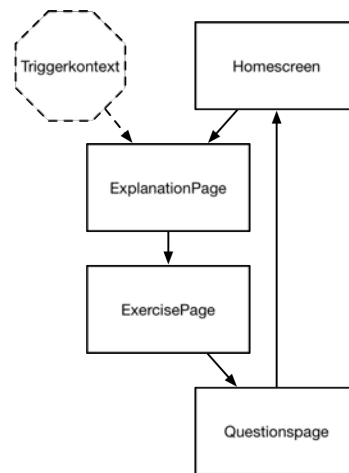 Triggerkontext
Homescreen
ExplanationPage
ExercisePage
Questionspage